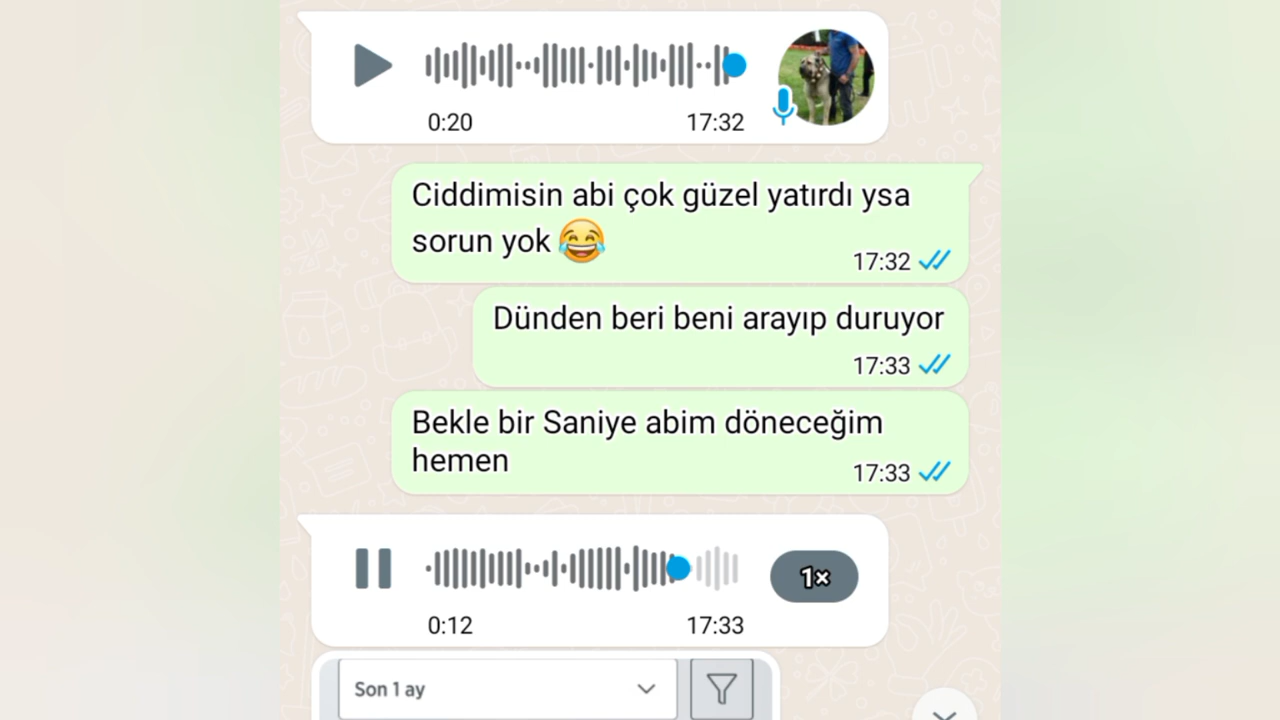 0:20 17:32
Ciddimisin abi çok güzel yatırdı ysa
sorun yok 😂
17:32
Dünden beri beni arayıp duruyor
17:33
Bekle bir Saniye abim döneceğim
hemen
17:33
1×
0:12 17:33
Son 1 ay